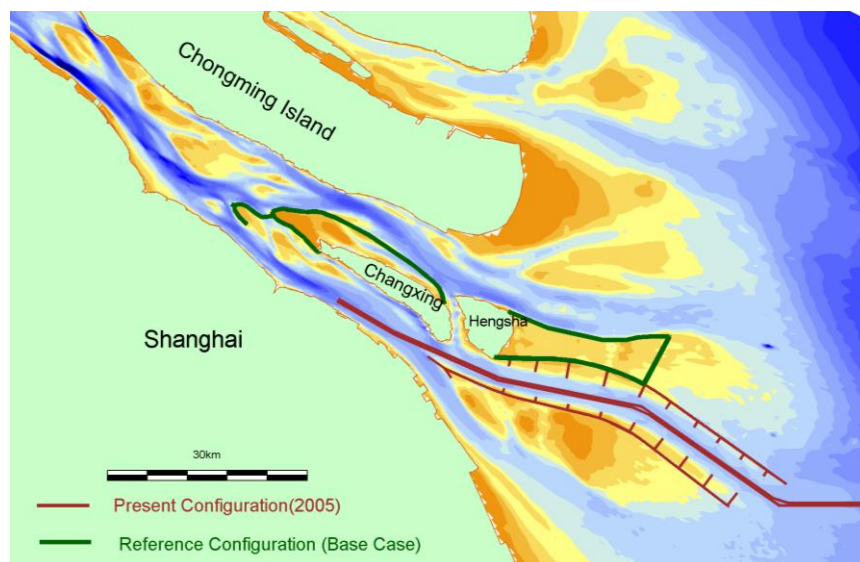 Chongming Island
Changxing
Hengsha
Shanghai
30km
Present Configuration(2005)
Reference Configuration (Base Case)